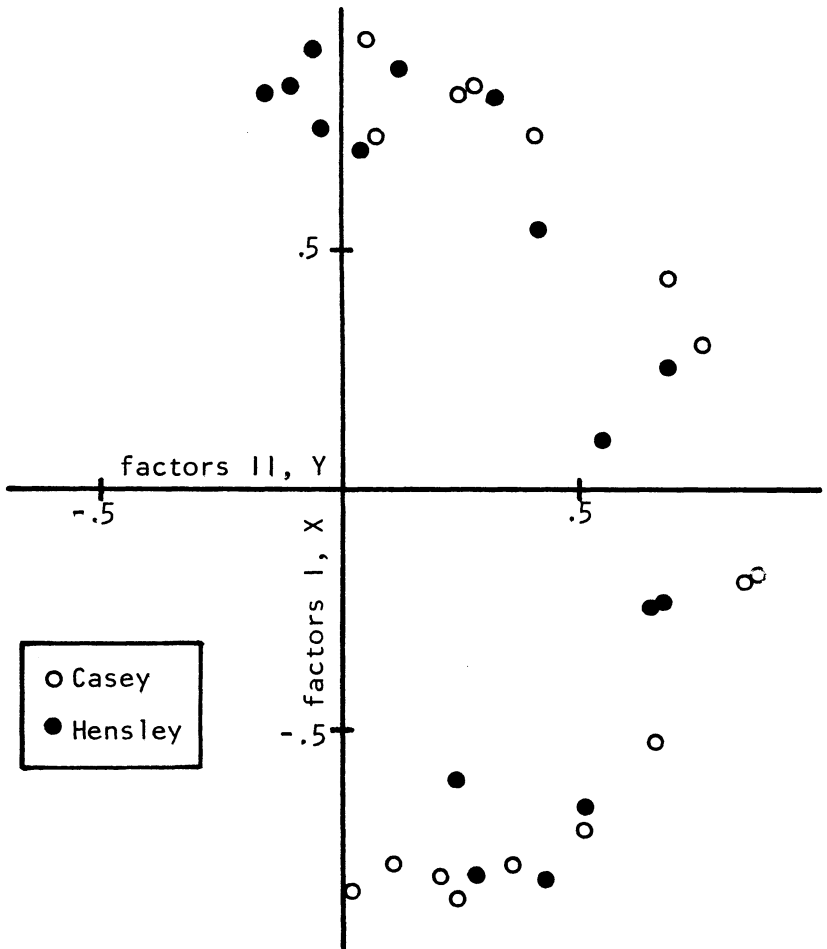 .5
factors II, Y
-.5
.5
factors I, X
-.5
Casey
Hensley